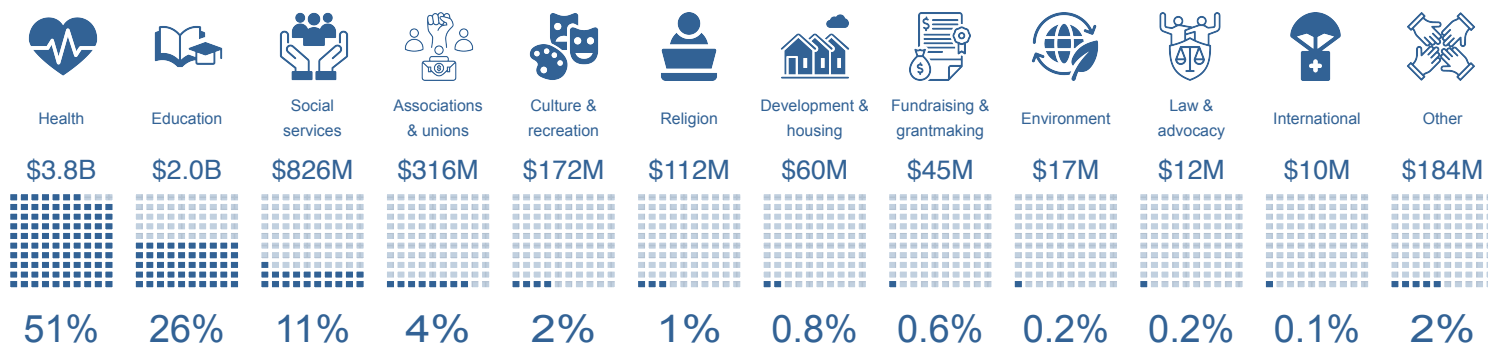 Health
Education
Social
services
Associations
& unions
Culture &
recreation
Religion
Development &
housing
Fundraising &
grantmaking
Environment
Law &
advocacy
International
Other
$3.8B
$2.0B
$826M
$316M
$172M
$112M
$60M
$45M
$17M
$12M
$10M
$184M
51%
26%
11%
4%
2%
1%
0.8%
0.6%
0.2%
0.2%
0.1%
2%